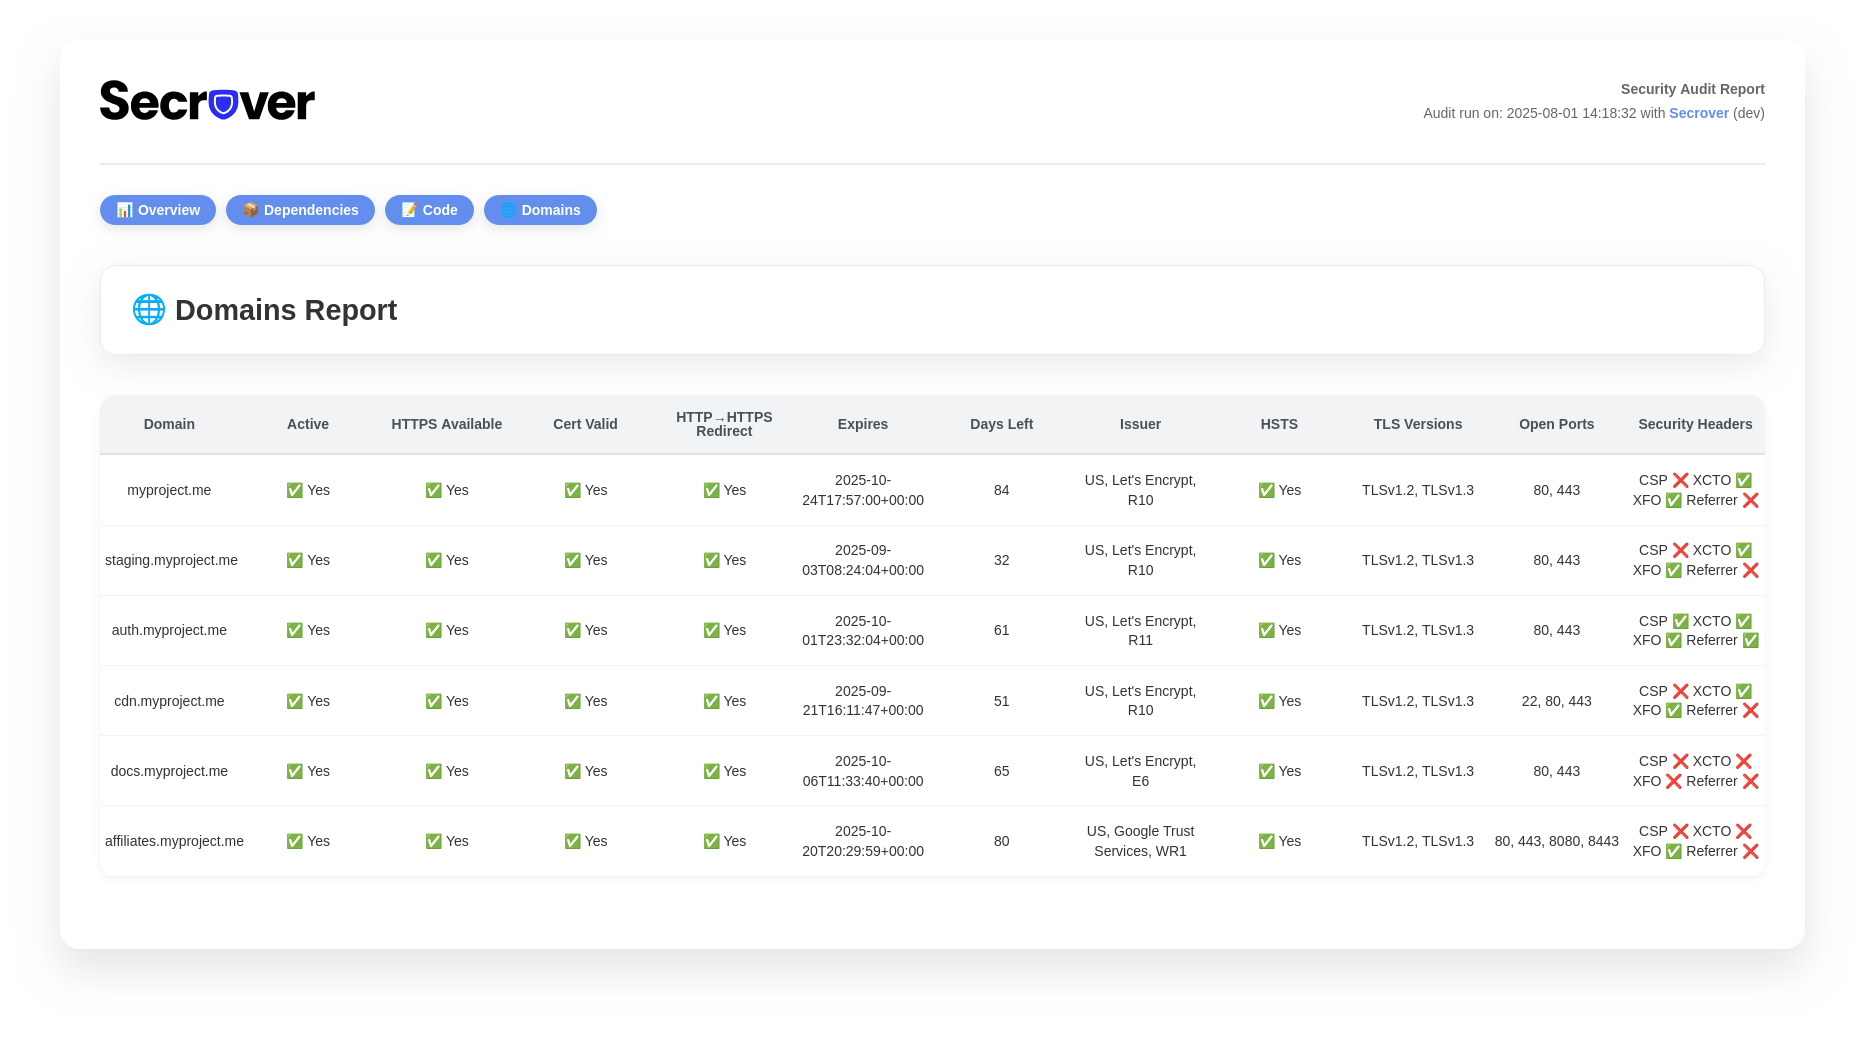 Secrover
Security Audit Report
Audit run on: 2025-08-01 14:18:32 with Secrover (dev)
📊 Overview 📦 Dependencies 📝 Code 🌐 Domains
🌐 Domains Report
Domain Active HTTPS Available Cert Valid HTTP→HTTPS Redirect Expires Days Left Issuer HSTS TLS Versions Open Ports Security Headers
myproject.me ✅ Yes ✅ Yes ✅ Yes ✅ Yes 2025-10-24T17:57:00+00:00 84 US, Let's Encrypt, R10 ✅ Yes TLSv1.2, TLSv1.3 80, 443 CSP ❌ XCTO ✅ XFO ✅ Referrer ❌
staging.myproject.me ✅ Yes ✅ Yes ✅ Yes ✅ Yes 2025-09-03T08:24:04+00:00 32 US, Let's Encrypt, R10 ✅ Yes TLSv1.2, TLSv1.3 80, 443 CSP ❌ XCTO ✅ XFO ✅ Referrer ❌
auth.myproject.me ✅ Yes ✅ Yes ✅ Yes ✅ Yes 2025-10-01T23:32:04+00:00 61 US, Let's Encrypt, R11 ✅ Yes TLSv1.2, TLSv1.3 80, 443 CSP ✅ XCTO ✅ XFO ✅ Referrer ✅
cdn.myproject.me ✅ Yes ✅ Yes ✅ Yes ✅ Yes 2025-09-21T16:11:47+00:00 51 US, Let's Encrypt, R10 ✅ Yes TLSv1.2, TLSv1.3 22, 80, 443 CSP ❌ XCTO ✅ XFO ✅ Referrer ❌
docs.myproject.me ✅ Yes ✅ Yes ✅ Yes ✅ Yes 2025-10-06T11:33:40+00:00 65 US, Let's Encrypt, E6 ✅ Yes TLSv1.2, TLSv1.3 80, 443 CSP ❌ XCTO ❌ XFO ❌ Referrer ❌
affiliates.myproject.me ✅ Yes ✅ Yes ✅ Yes ✅ Yes 2025-10-20T20:29:59+00:00 80 US, Google Trust Services, WR1 ✅ Yes TLSv1.2, TLSv1.3 80, 443, 8080, 8443 CSP ❌ XCTO ❌ XFO ✅ Referrer ❌